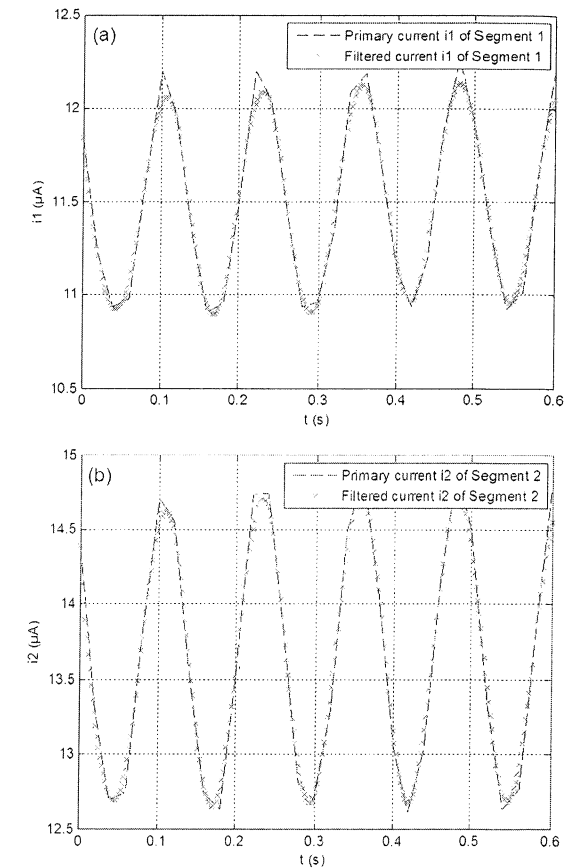 (a)
Primary current i1 of Segment 1
Filtered current i1 of Segment 1
12.5
12
11.5
11
10.5
i1 (µA)
0 0.1 0.2 0.3 0.4 0.5 0.6
t (s)
(b)
Primary current i2 of Segment 2
Filtered current i2 of Segment 2
15
14.5
14
13.5
13
12.5
i2 (µA)
0 0.1 0.2 0.3 0.4 0.5 0.6
t (s)